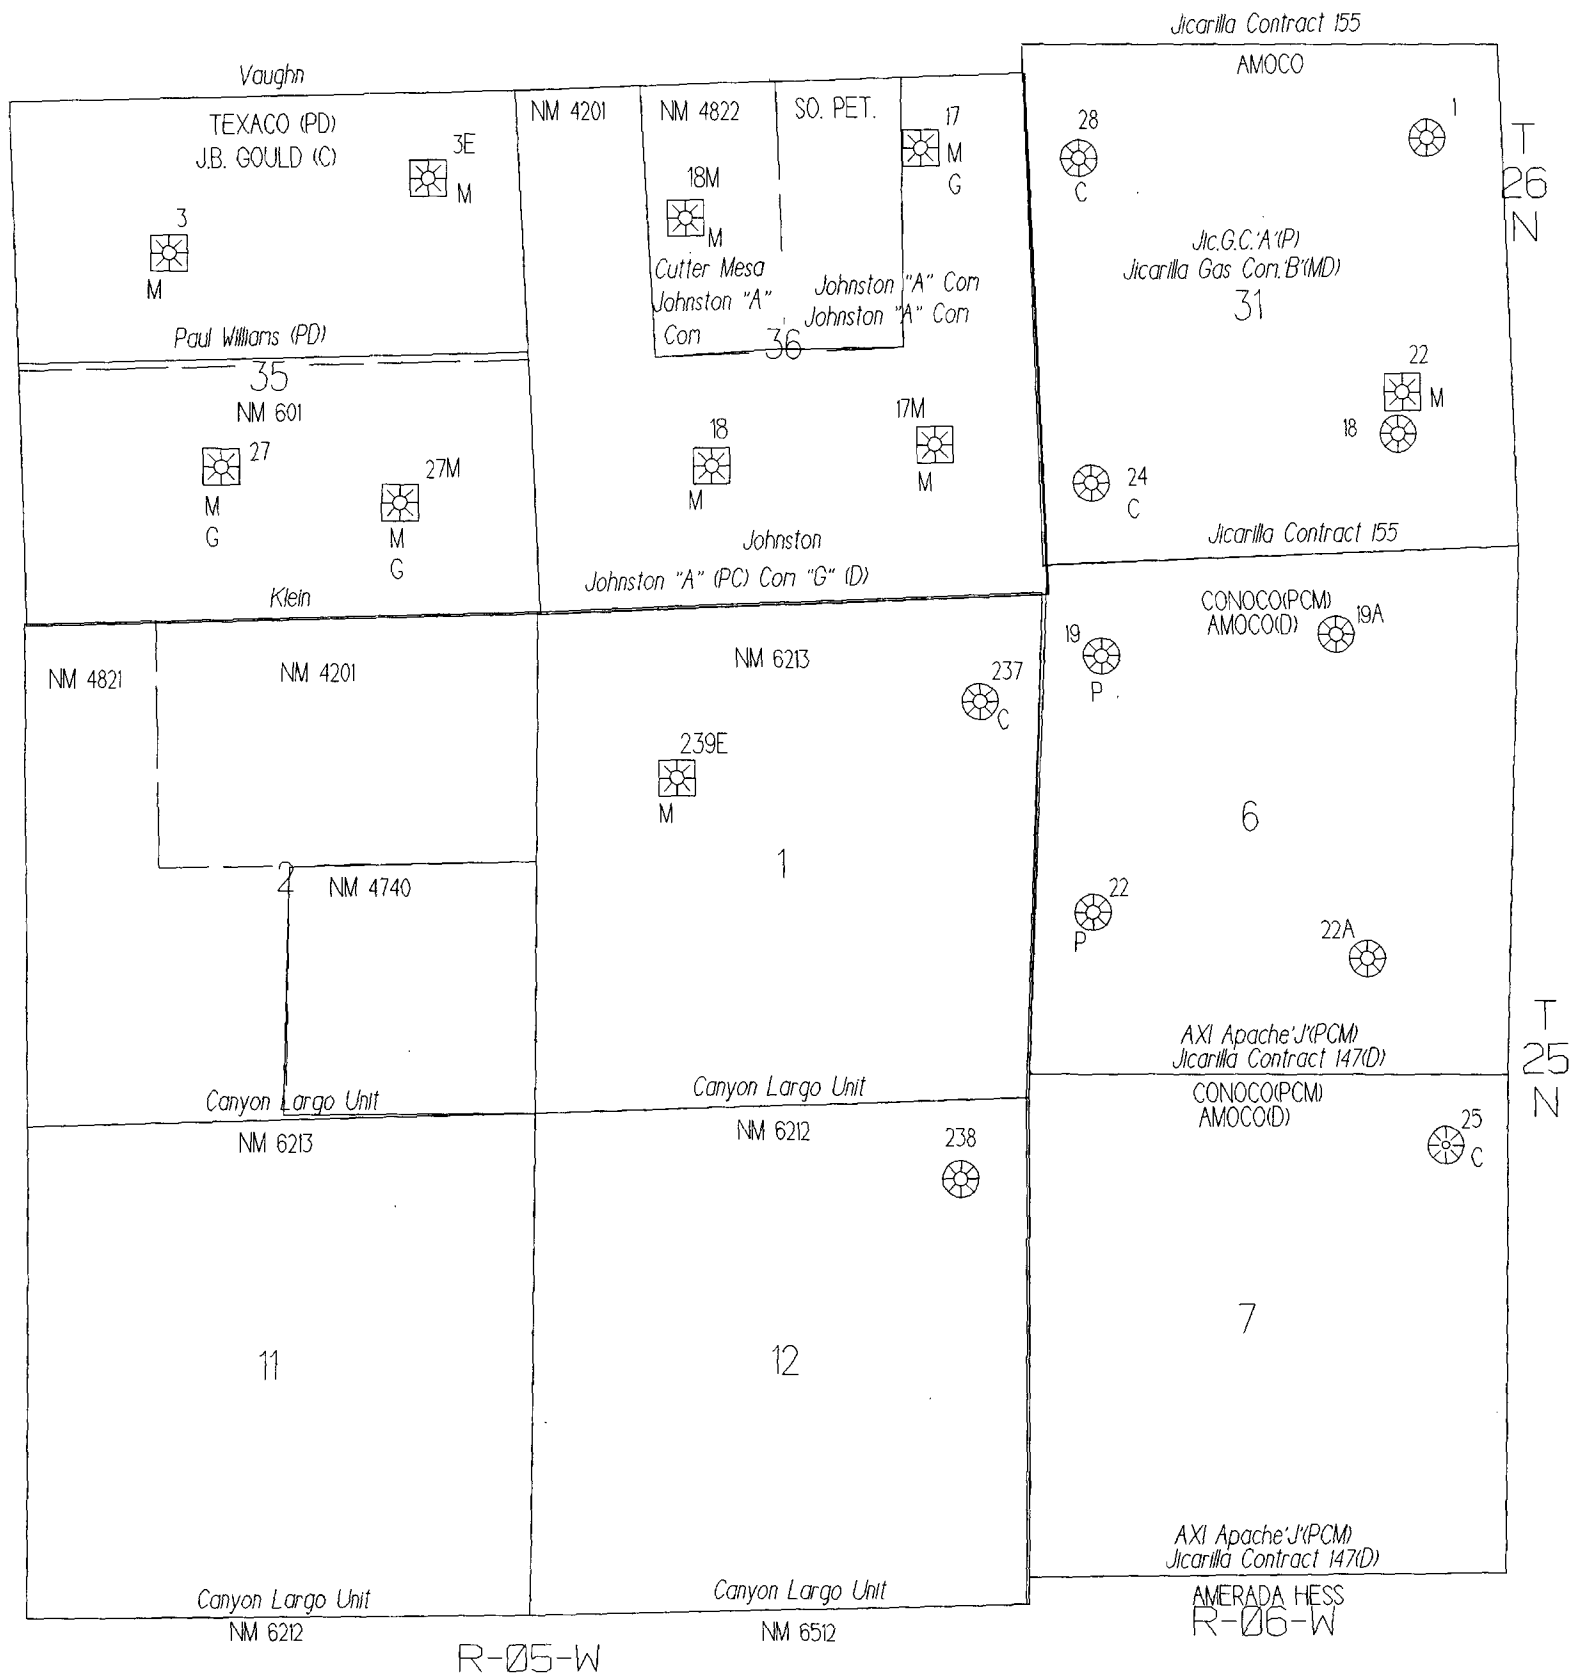 Jicarilla Contract 155
AMOCO
Vaughn
TEXACO (PD)
J.B. GOULD (C)
3E
M
3
M
Paul Williams (PD)
NM 4201
NM 4822
SO. PET.
17
M
G
18M
M
Cutter Mesa
Johnston "A"
Com
Johnston "A" Com
Johnston "A" Com
36
28
C
1
T
26
N
Jic.G.C.'A'(P)
Jicarilla Gas Com.'B'(MD)
31
22
M
18
24
C
Jicarilla Contract 155
35
NM 601
27
M
G
27M
M
G
Klein
18
M
17M
M
Johnston
Johnston "A" (PC) Com "G" (D)
CONOCO(PCM)
AMOCO(D)
19
P
19A
NM 4821
NM 4201
NM 6213
237
C
239E
M
1
6
2
NM 4740
22
P
22A
AXI Apache'J'(PCM)
Jicarilla Contract 147(D)
T
25
N
Canyon Largo Unit
Canyon Largo Unit
NM 6213
NM 6212
238
CONOCO(PCM)
AMOCO(D)
25
C
11
12
7
AXI Apache'J'(PCM)
Jicarilla Contract 147(D)
Canyon Largo Unit
Canyon Largo Unit
NM 6212
NM 6512
AMERADA HESS
R-06-W
R-05-W